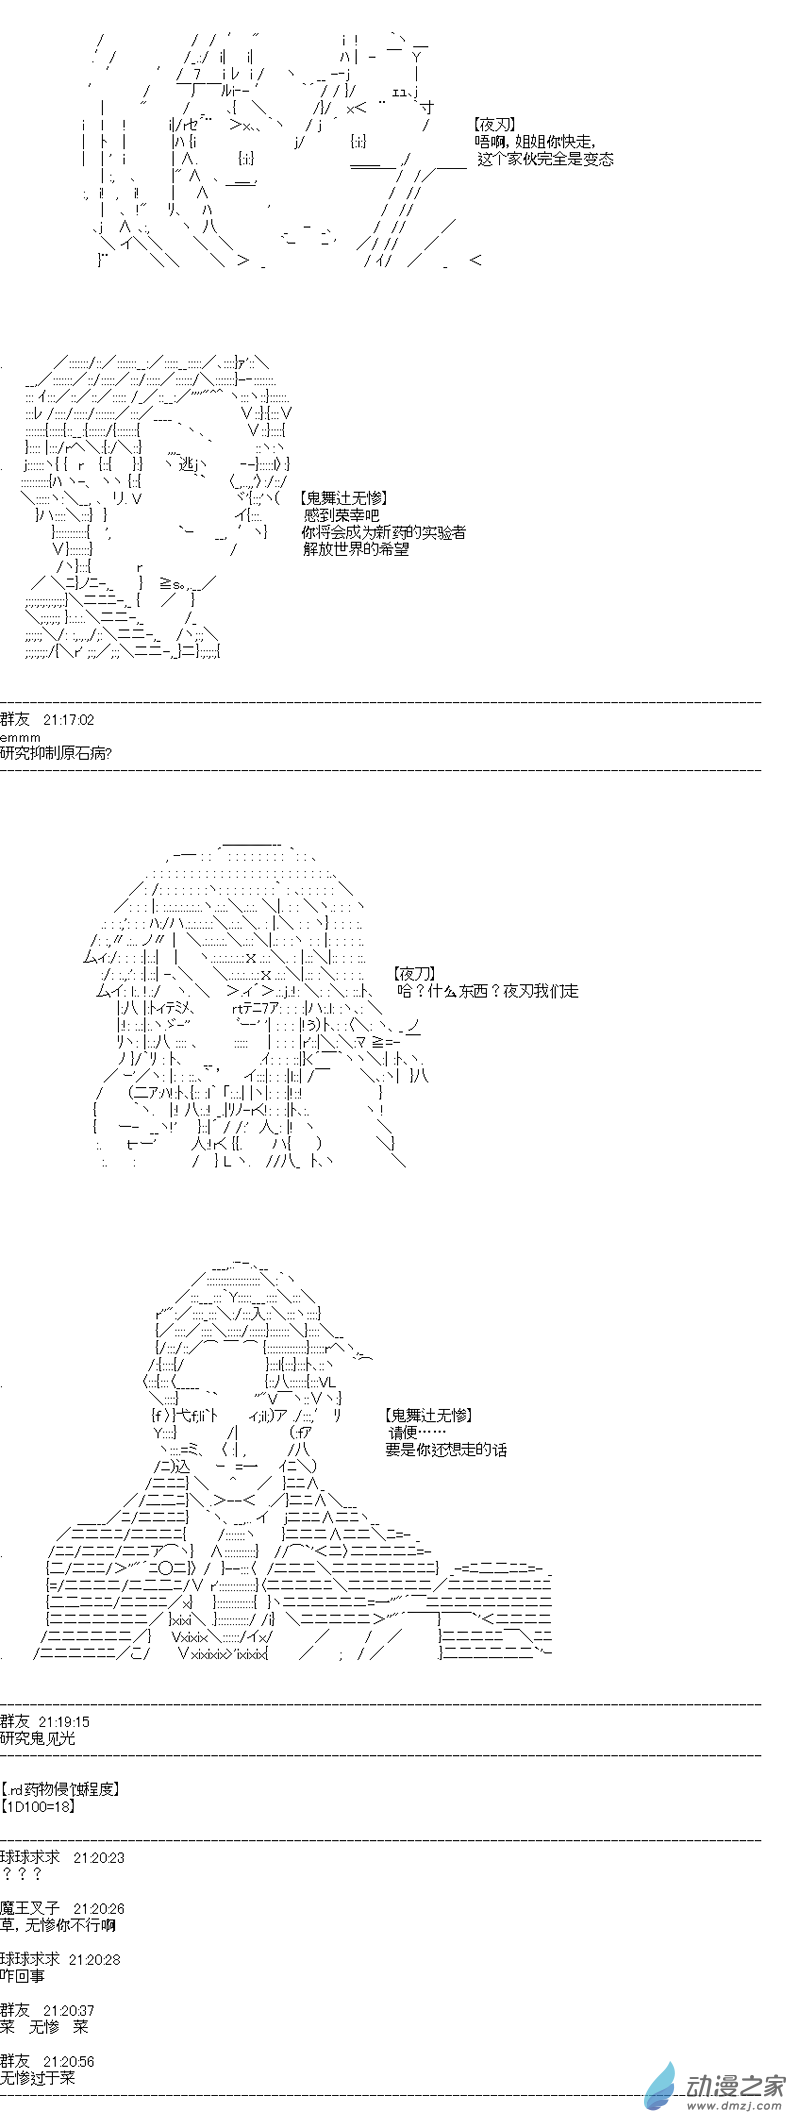 【夜刃】
唔啊，姐姐你快走，
这个家伙完全是变态
逃
【鬼舞辻无惨】
感到荣幸吧
你将会成为新药的实验者
解放世界的希望
群友 21:17:02
emmm
研究抑制原石病?
【夜刀】
哈？什么东西？夜刃我们走
【鬼舞辻无惨】
请便……
要是你还想走的话
群友 21:19:15
研究鬼见光
【.rd药物侵蚀程度】
【1D100=18】
球球求求 21:20:23
？？？
魔王叉子 21:20:26
草，无惨你不行啊
球球求求 21:20:28
咋回事
群友 21:20:37
菜 无惨 菜
群友 21:20:56
无惨过于菜
动漫之家
www.dmzj.com